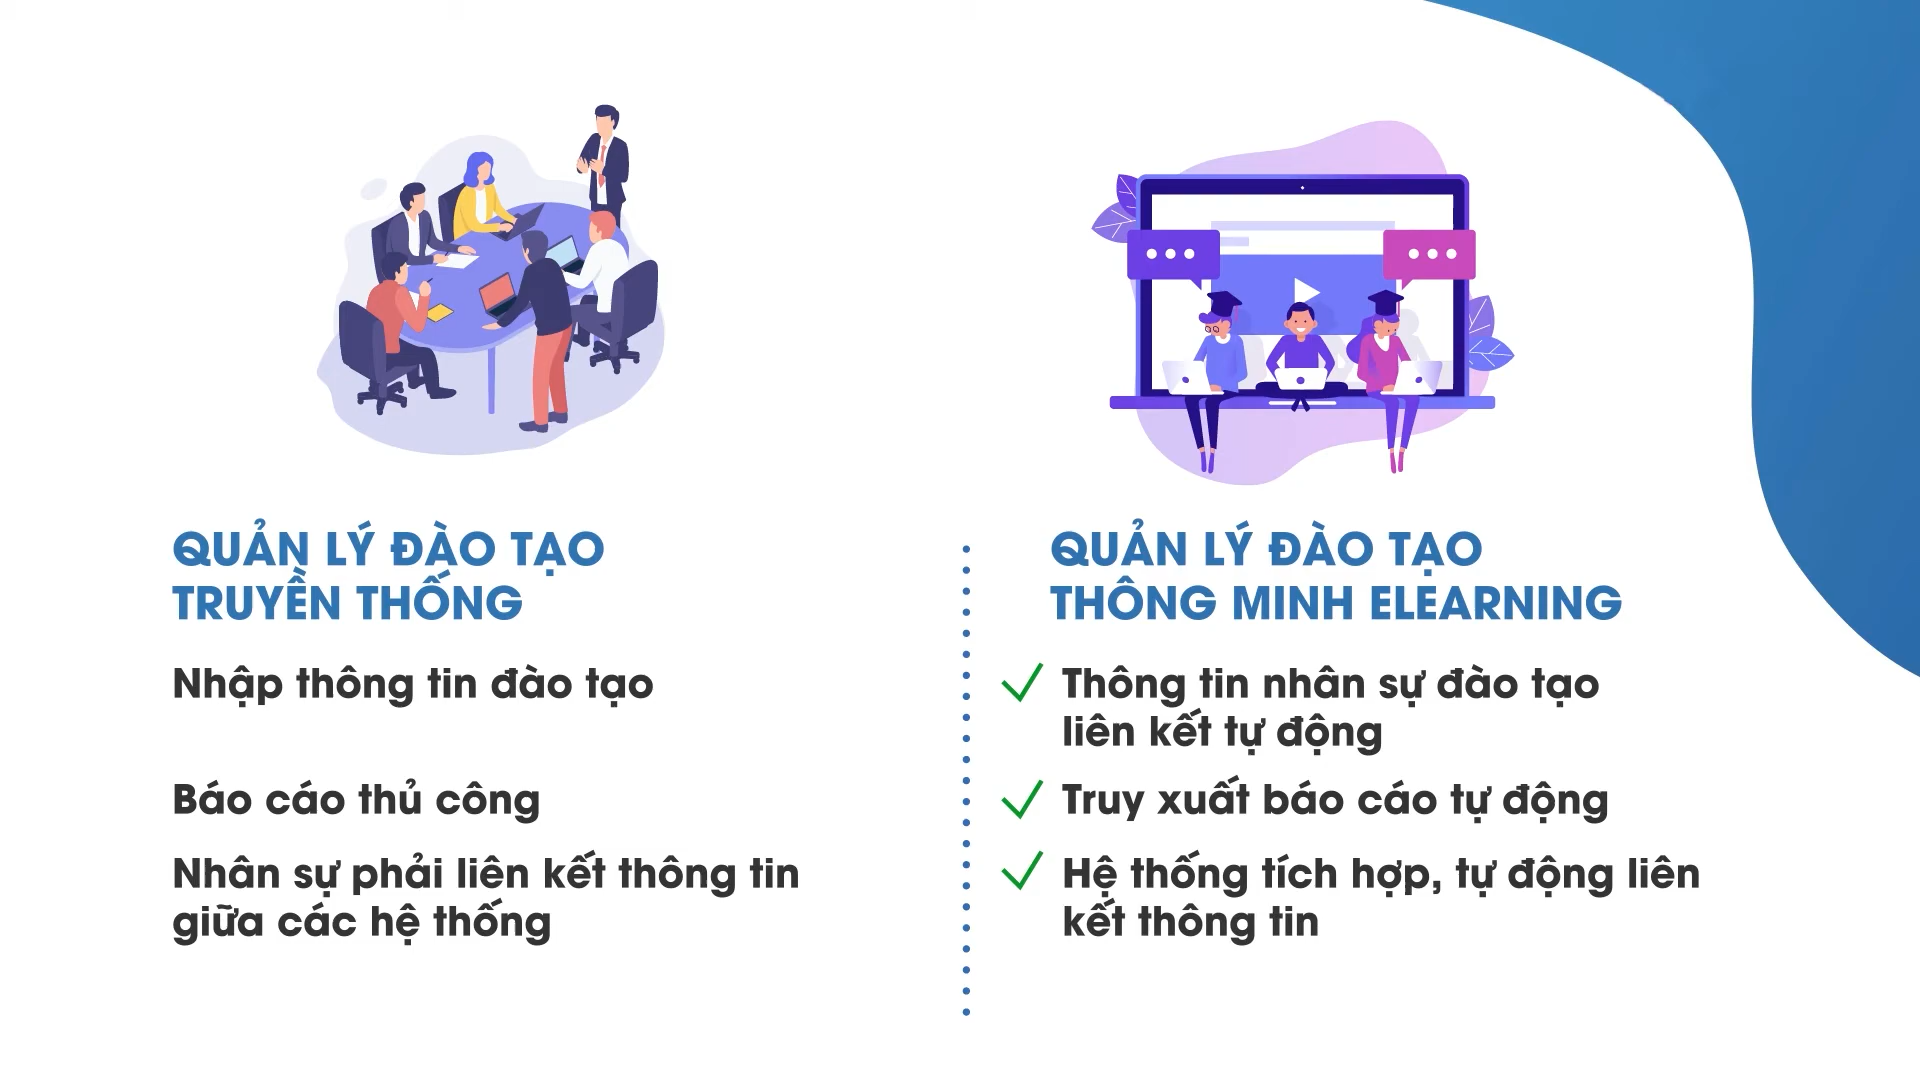 QUẢN LÝ ĐÀO TẠO
TRUYỀN THỐNG
Nhập thông tin đào tạo
Báo cáo thủ công
Nhân sự phải liên kết thông tin
giữa các hệ thống
QUẢN LÝ ĐÀO TẠO
THÔNG MINH ELEARNING
Thông tin nhân sự đào tạo
liên kết tự động
Truy xuất báo cáo tự động
Hệ thống tích hợp, tự động liên
kết thông tin